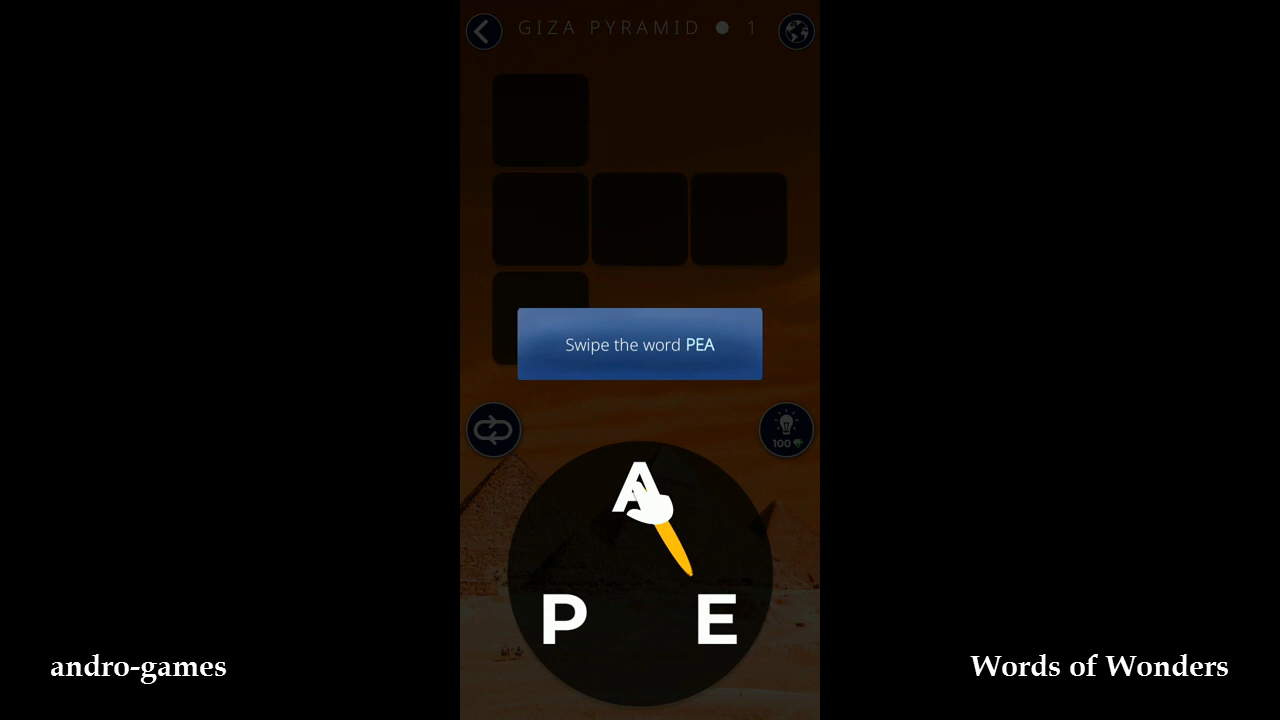 GIZA PYRAMID ● 1
Swipe the word PEA
100
A
P E
andro-games
Words of Wonders